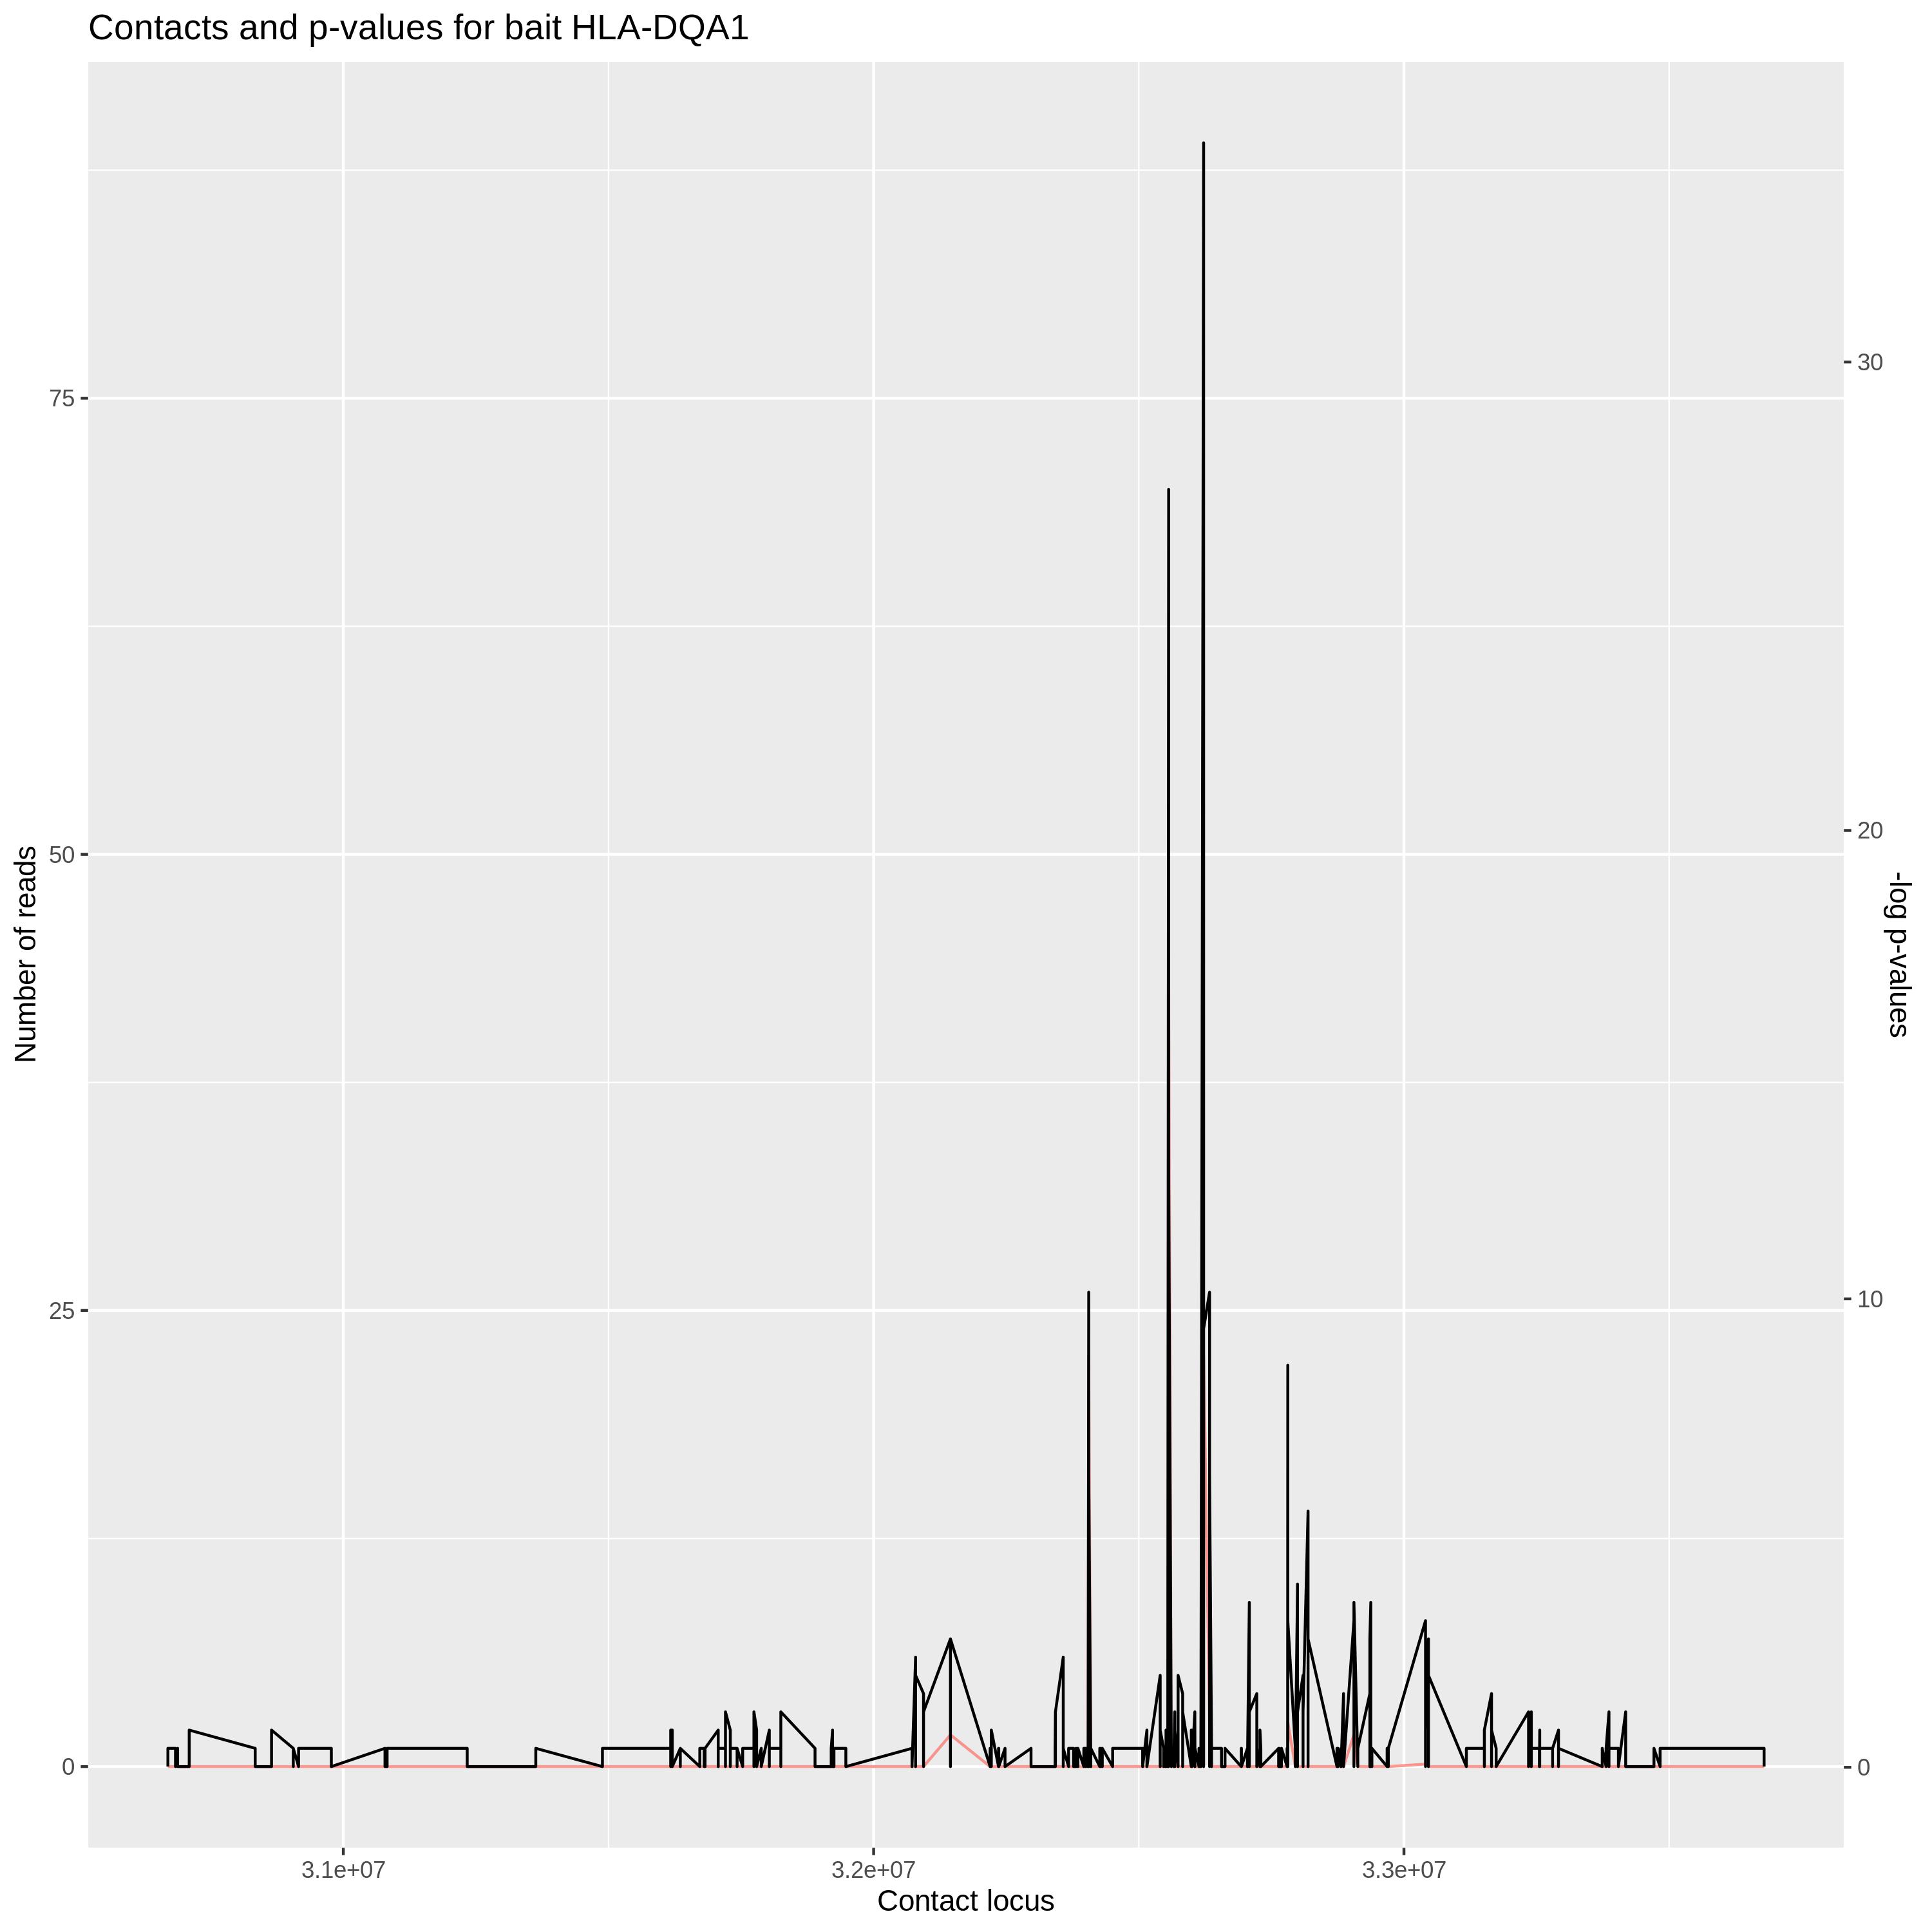 Contacts and p-values for bait HLA-DQA1
75
50
25
0
Number of reads
30
20
10
0
-log p-values
3.1e+07
3.2e+07
3.3e+07
Contact locus